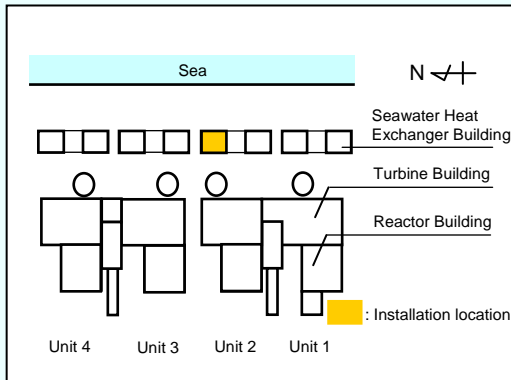 Sea
N
Seawater Heat
Exchanger Building
Turbine Building
Reactor Building
: Installation location
Unit 4
Unit 3
Unit 2
Unit 1